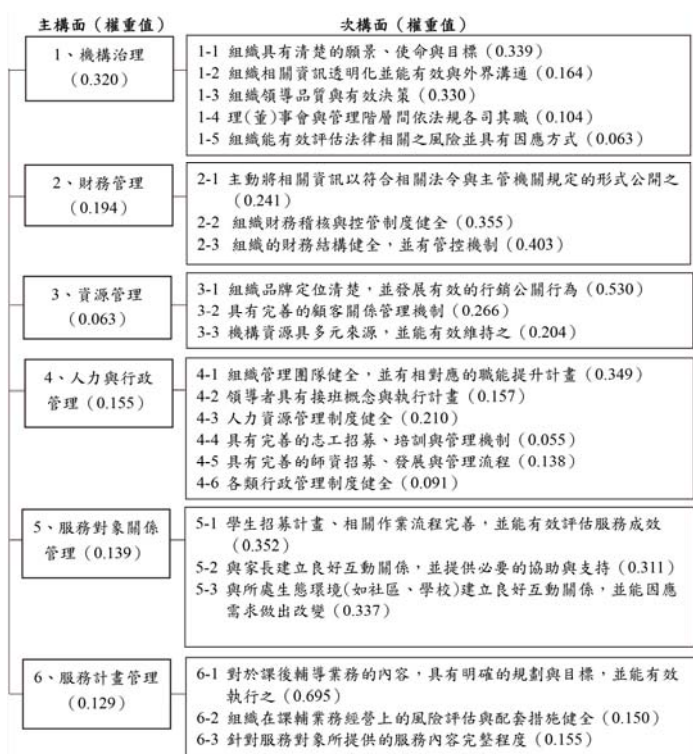 主構面（權重值）
次構面（權重值）
1、機構治理
（0.320）
1-1 組織具有清楚的願景、使命與目標（0.339）
1-2 組織相關資訊透明化並能有效與外界溝通（0.164）
1-3 組織領導品質與有效決策（0.330）
1-4 理（董）事會與管理階層間依法規各司其職（0.104）
1-5 組織能有效評估法律相關之風險並具有因應方式（0.063）
2、財務管理
（0.194）
2-1 主動將相關資訊以符合相關法令與主管機關規定的形式公開之
（0.241）
2-2 組織財務稽核與控管制度健全（0.355）
2-3 組織的財務結構健全，並有管控機制（0.403）
3、資源管理
（0.063）
3-1 組織品牌定位清楚，並發展有效的行銷公關行為（0.530）
3-2 具有完善的顧客關係管理機制（0.266）
3-3 機構資源具多元來源，並能有效維持之（0.204）
4、人力與行政
管理（0.155）
4-1 組織管理團隊健全，並有相對應的職能提升計畫（0.349）
4-2 領導者具有接班概念與執行計畫（0.157）
4-3 人力資源管理制度健全（0.210）
4-4 具有完善的志工招募、培訓與管理機制（0.055）
4-5 具有完善的師資招募、發展與管理流程（0.138）
4-6 各類行政管理制度健全（0.091）
5、服務對象關係
管理（0.139）
5-1 學生招募計畫、相關作業流程完善，並能有效評估服務成效
（0.352）
5-2 與家長建立良好互動關係，並提供必要的協助與支持（0.311）
5-3 與所處生態環境(如社區、學校)建立良好互動關係，並能因應
需求做出改變（0.337）
6、服務計畫管理
（0.129）
6-1 對於課後輔導業務的內容，具有明確的規劃與目標，並能有效
執行之（0.695）
6-2 組織在課輔業務經營上的風險評估與配套措施健全（0.150）
6-3 針對服務對象所提供的服務內容完整程度（0.155）